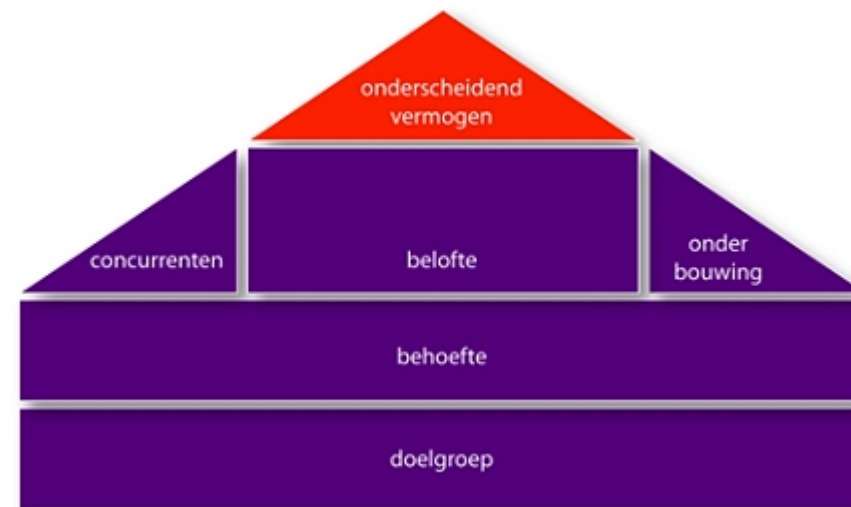 onderscheidend
vermogen
concurrenten
belofte
onder
bouwing
behoefte
doelgroep